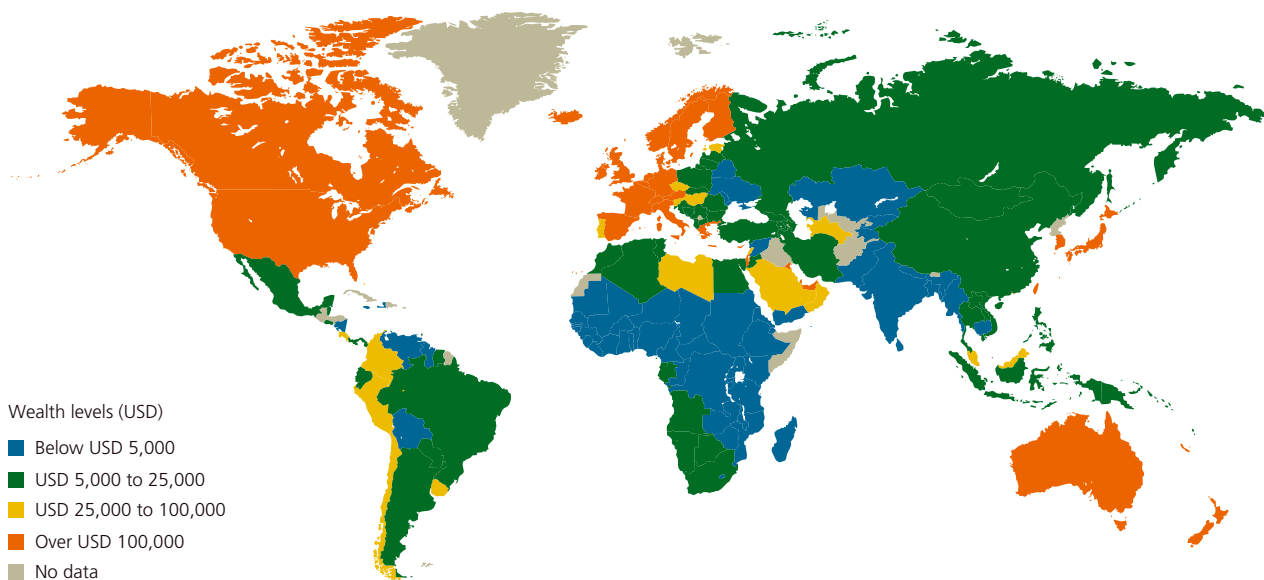 Wealth levels (USD)
Below USD 5,000
USD 5,000 to 25,000
USD 25,000 to 100,000
Over USD 100,000
No data